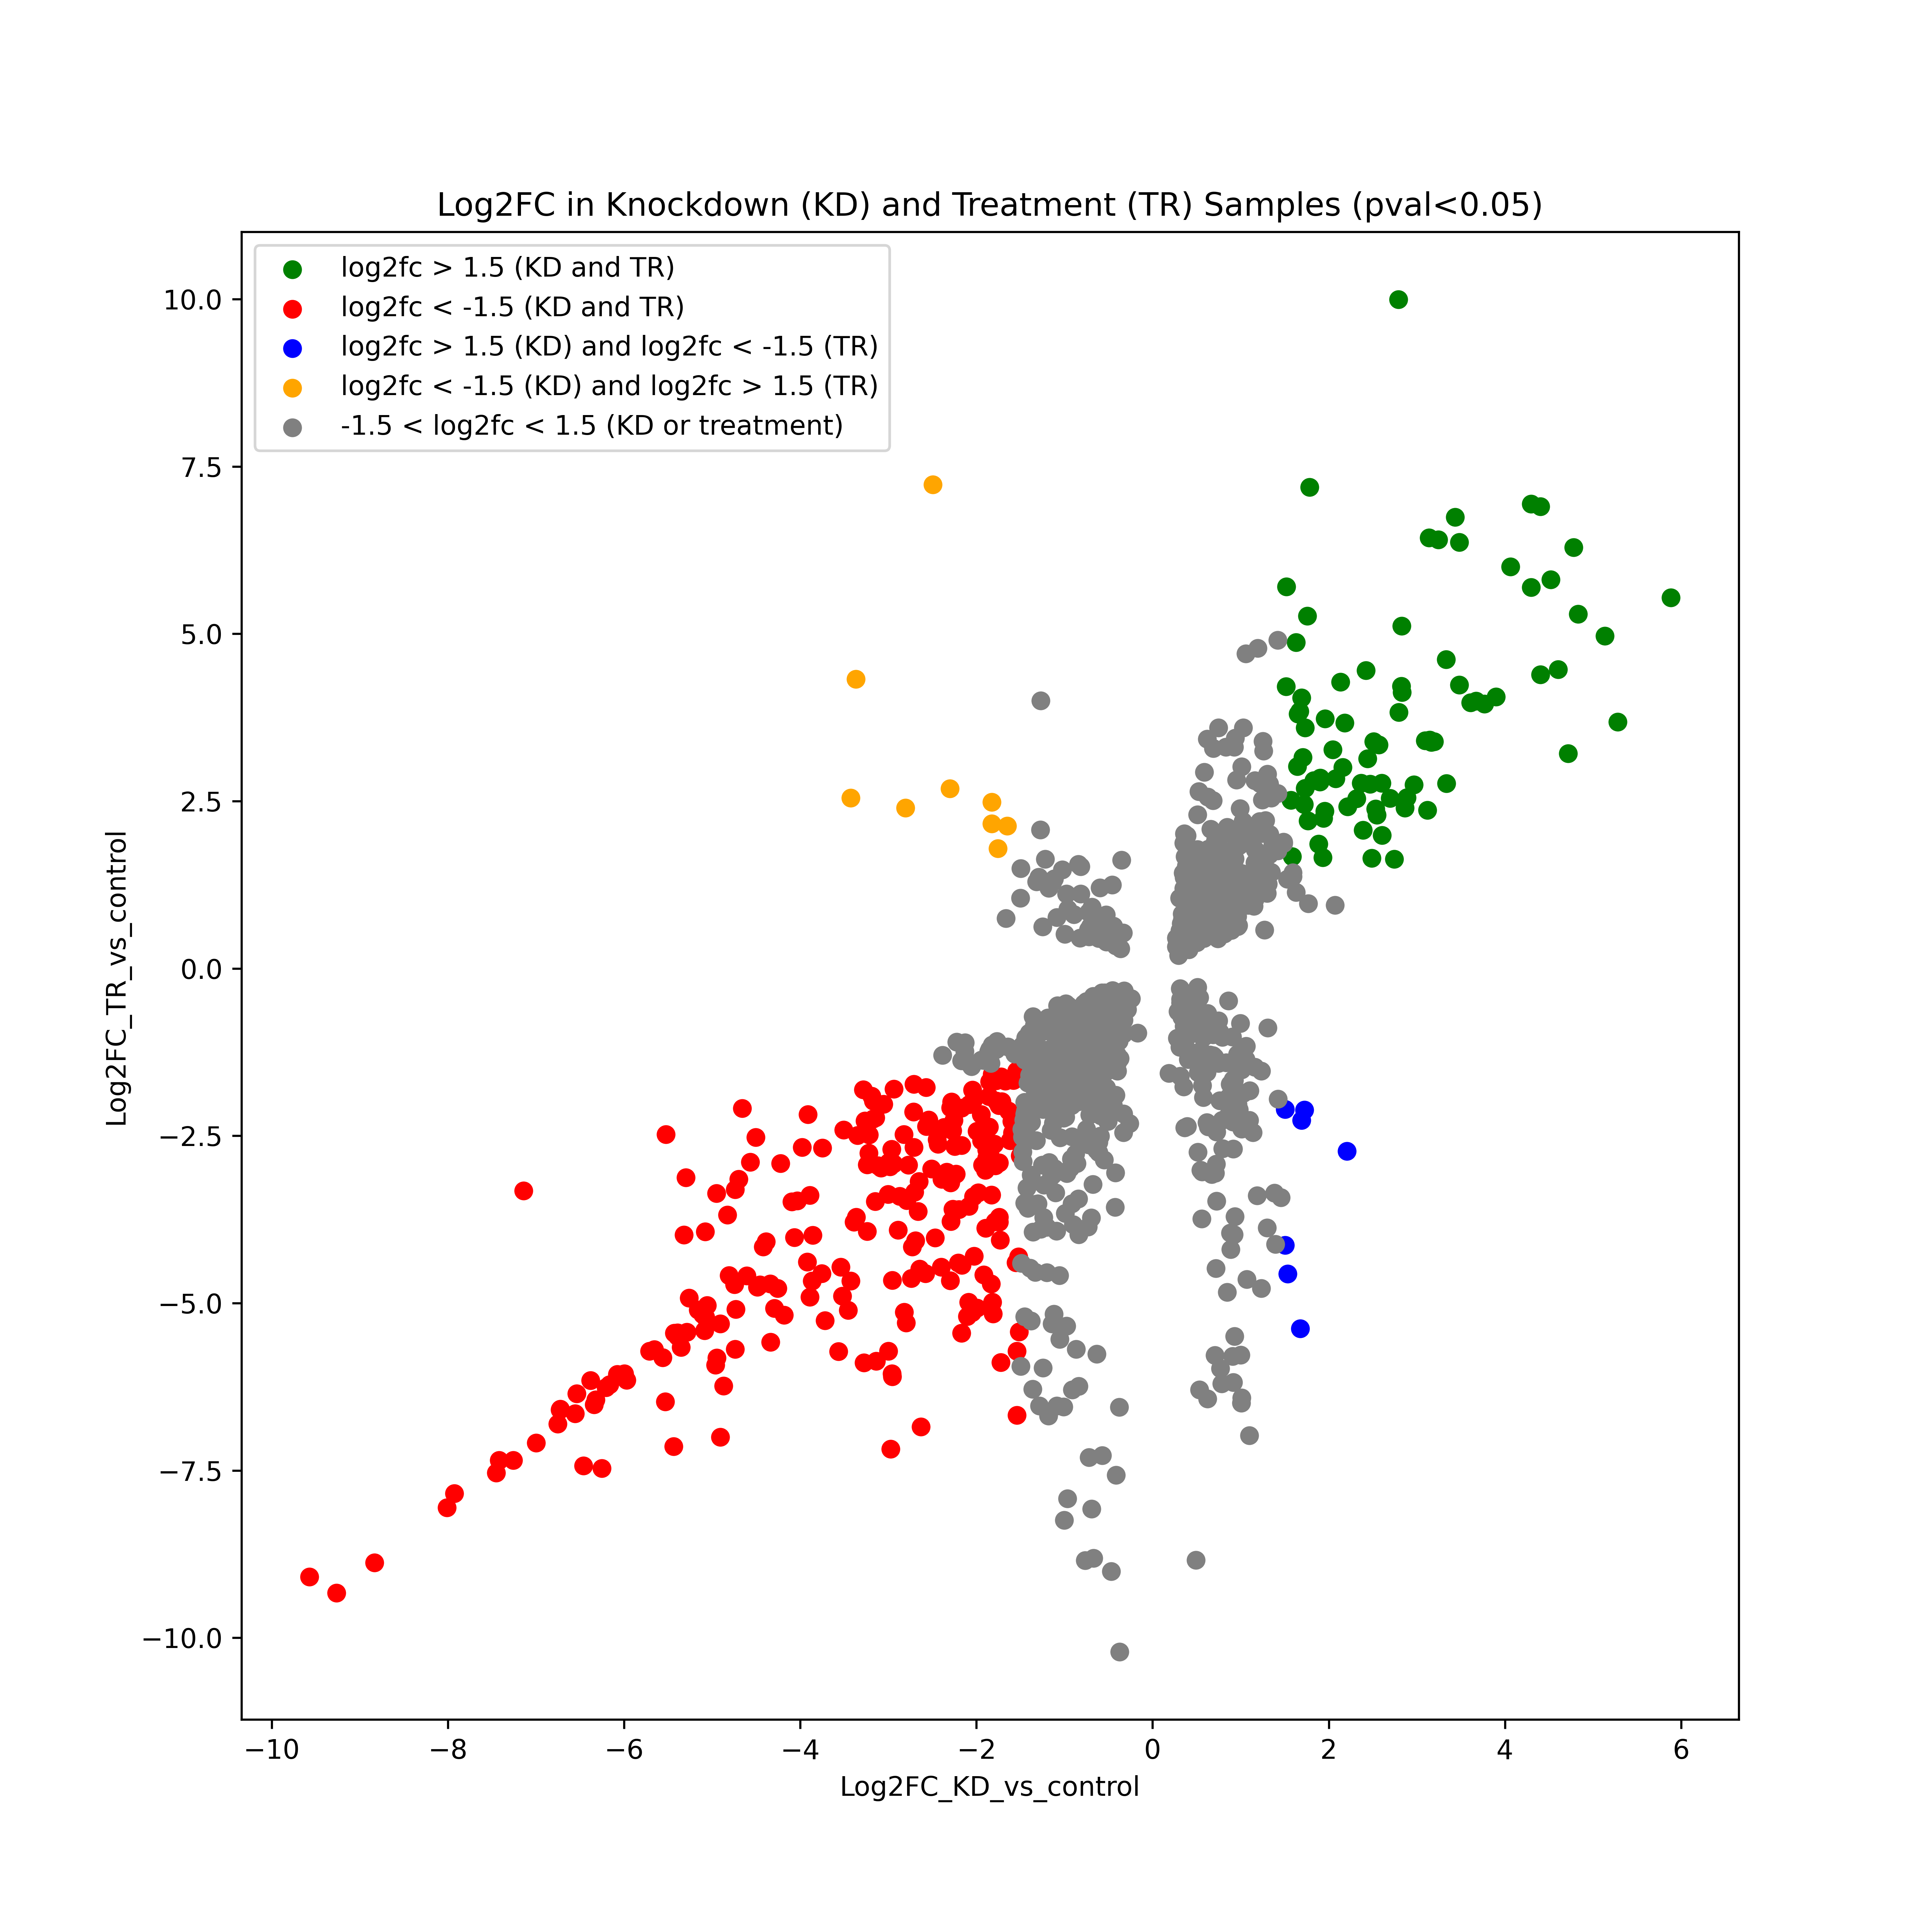 Log2FC in Knockdown (KD) and Treatment (TR) Samples (pval<0.05)
log2fc > 1.5 (KD and TR)
log2fc < -1.5 (KD and TR)
log2fc > 1.5 (KD) and log2fc < -1.5 (TR)
log2fc < -1.5 (KD) and log2fc > 1.5 (TR)
-1.5 < log2fc < 1.5 (KD or treatment)
10.0
7.5
5.0
2.5
0.0
−2.5
−5.0
−7.5
−10.0
Log2FC_TR_vs_control
−10 −8 −6 −4 −2 0 2 4 6
Log2FC_KD_vs_control